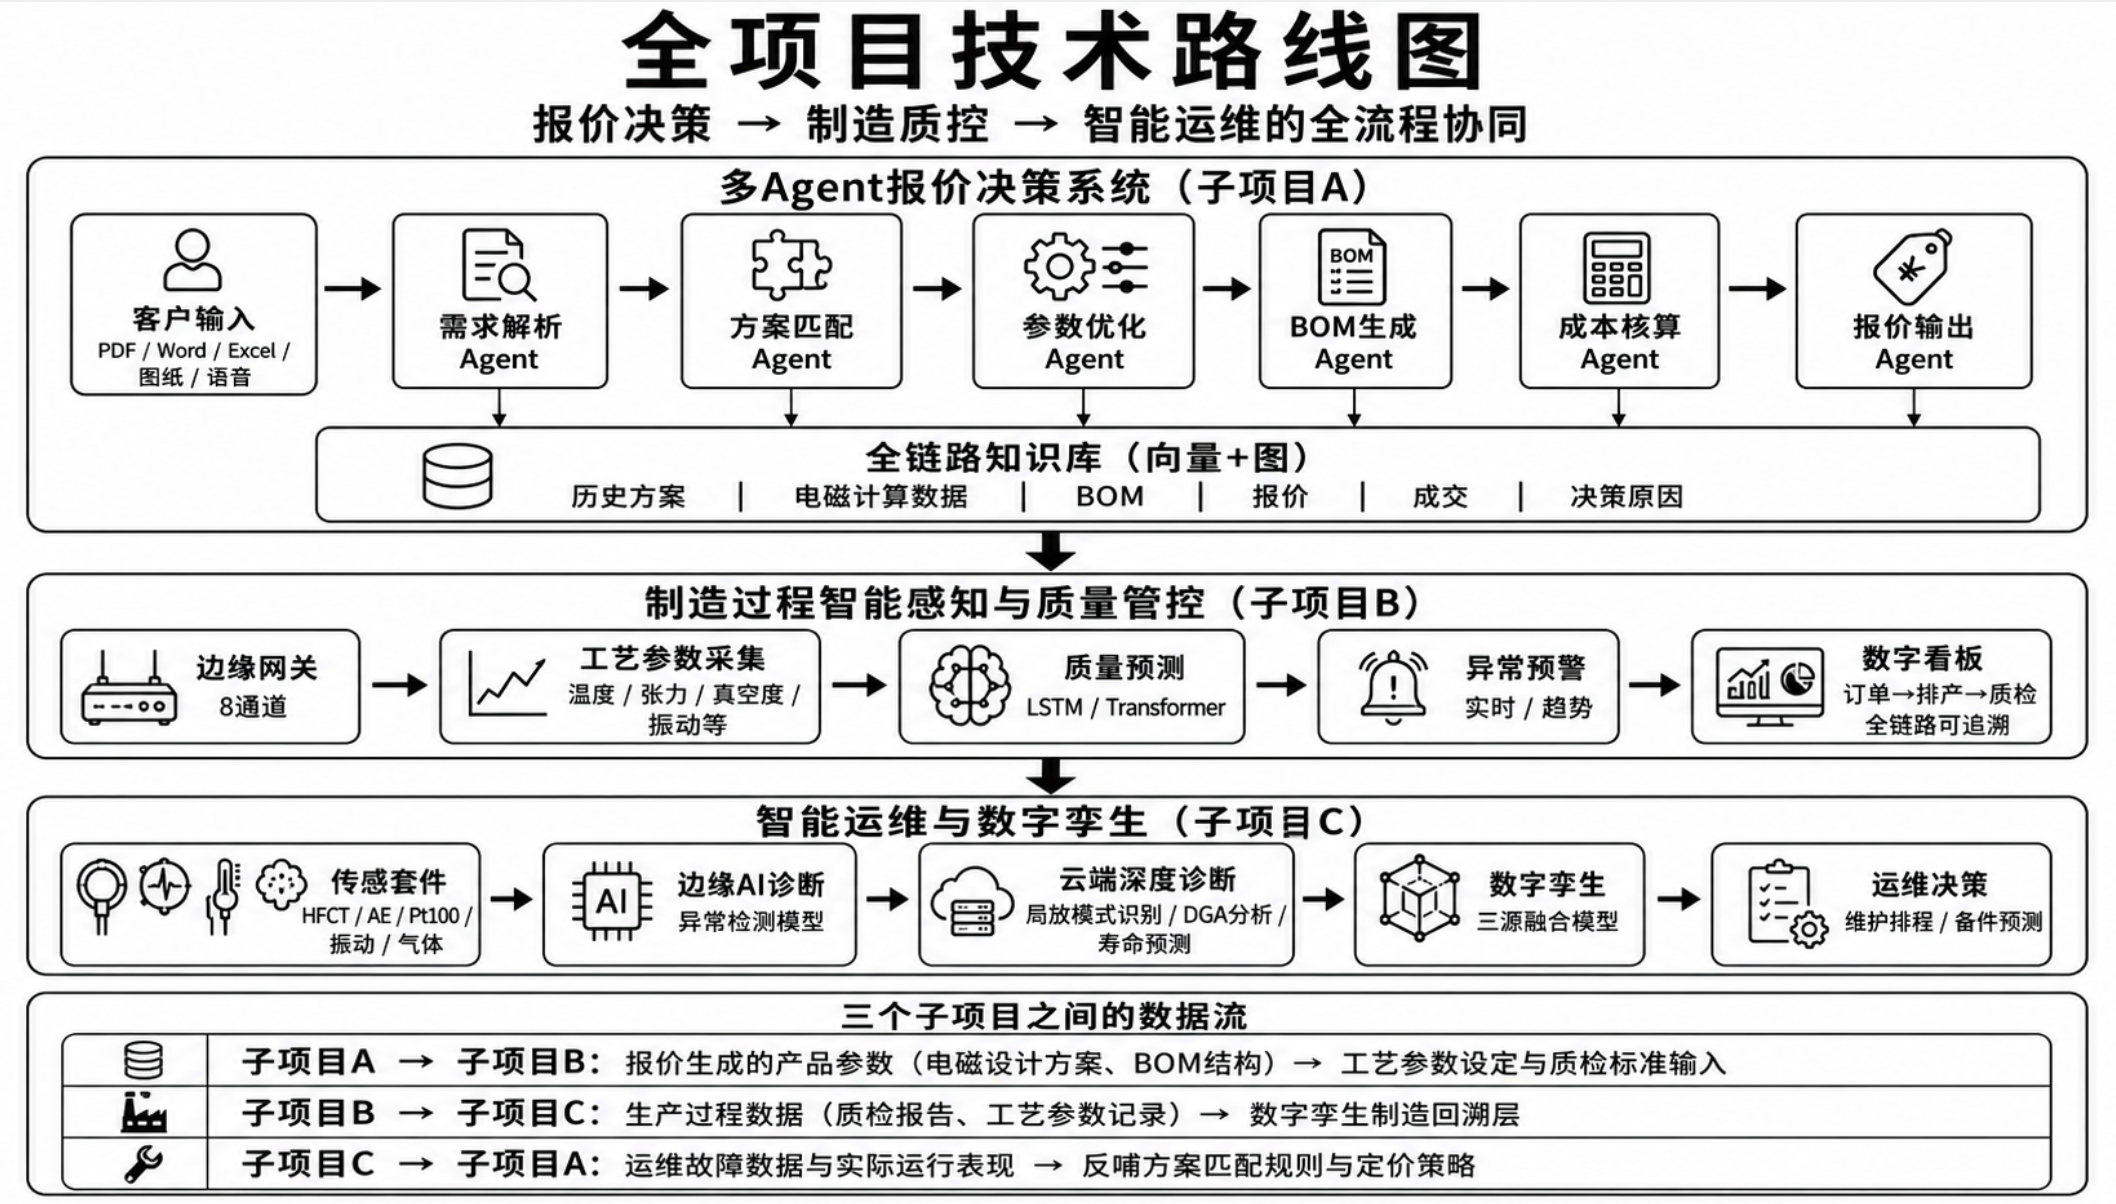 全项目技术路线图
报价决策 → 制造质控 → 智能运维的全流程协同
多Agent报价决策系统（子项目A）
客户输入
PDF / Word / Excel /
图纸 / 语音
需求解析
Agent
方案匹配
Agent
参数优化
Agent
BOM
BOM生成
Agent
成本核算
Agent
报价输出
Agent
全链路知识库（向量+图）
历史方案 | 电磁计算数据 | BOM | 报价 | 成交 | 决策原因
制造过程智能感知与质量管控（子项目B）
边缘网关
8通道
工艺参数采集
温度 / 张力 / 真空度 /
振动等
质量预测
LSTM / Transformer
异常预警
实时 / 趋势
数字看板
订单→排产→质检
全链路可追溯
智能运维与数字孪生（子项目C）
传感套件
HFCT / AE / Pt100 /
振动 / 气体
AI
边缘AI诊断
异常检测模型
云端深度诊断
局放模式识别 / DGA分析 /
寿命预测
数字孪生
三源融合模型
运维决策
维护排程 / 备件预测
三个子项目之间的数据流
子项目A → 子项目B：报价生成的产品参数（电磁设计方案、BOM结构）→ 工艺参数设定与质检标准输入
子项目B → 子项目C：生产过程数据（质检报告、工艺参数记录）→ 数字孪生制造回溯层
子项目C → 子项目A：运维故障数据与实际运行表现 → 反哺方案匹配规则与定价策略